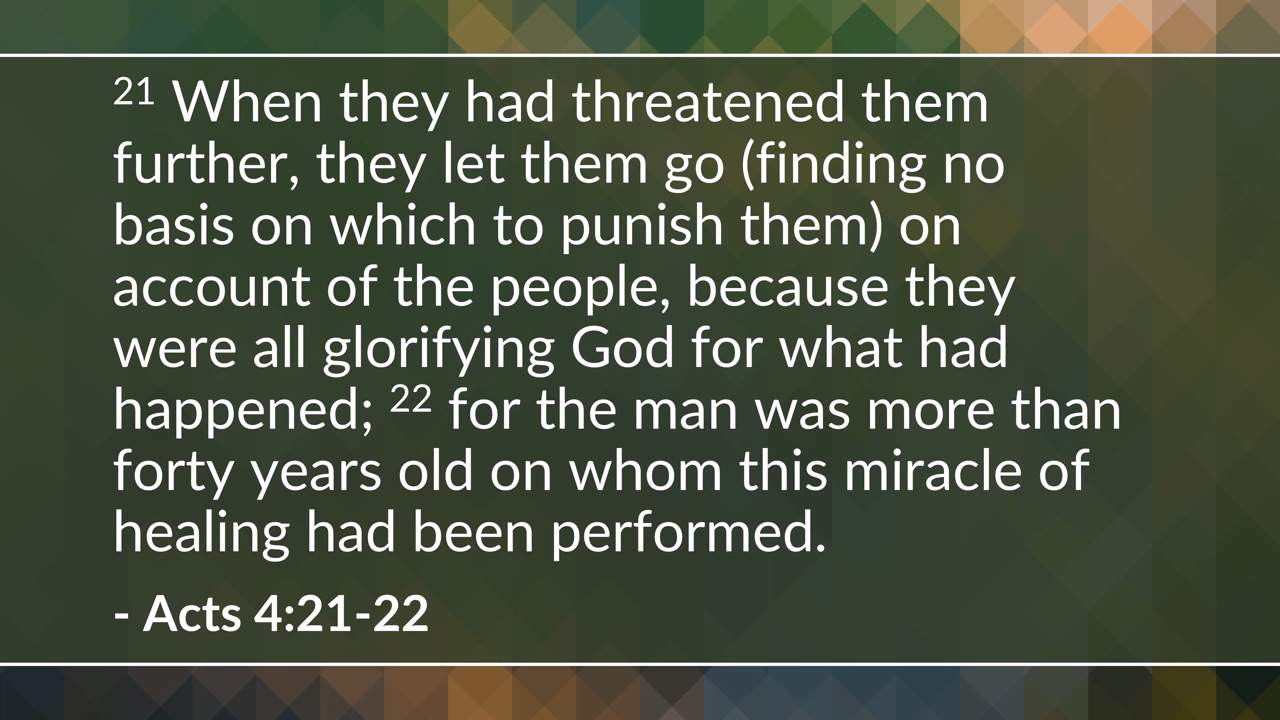 21 When they had threatened them
further, they let them go (finding no
basis on which to punish them) on
account of the people, because they
were all glorifying God for what had
happened; 22 for the man was more than
forty years old on whom this miracle of
healing had been performed.
- Acts 4:21-22